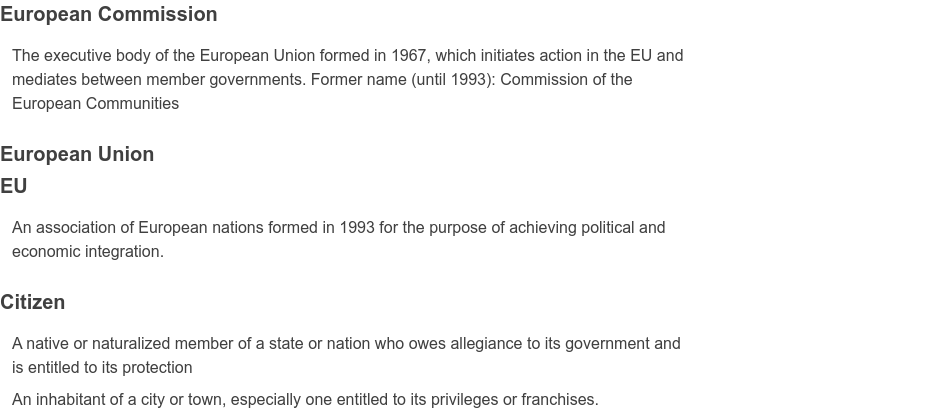 European Commission
The executive body of the European Union formed in 1967, which initiates action in the EU and
mediates between member governments. Former name (until 1993): Commission of the
European Communities
European Union
EU
An association of European nations formed in 1993 for the purpose of achieving political and
economic integration.
Citizen
A native or naturalized member of a state or nation who owes allegiance to its government and
is entitled to its protection
An inhabitant of a city or town, especially one entitled to its privileges or franchises.